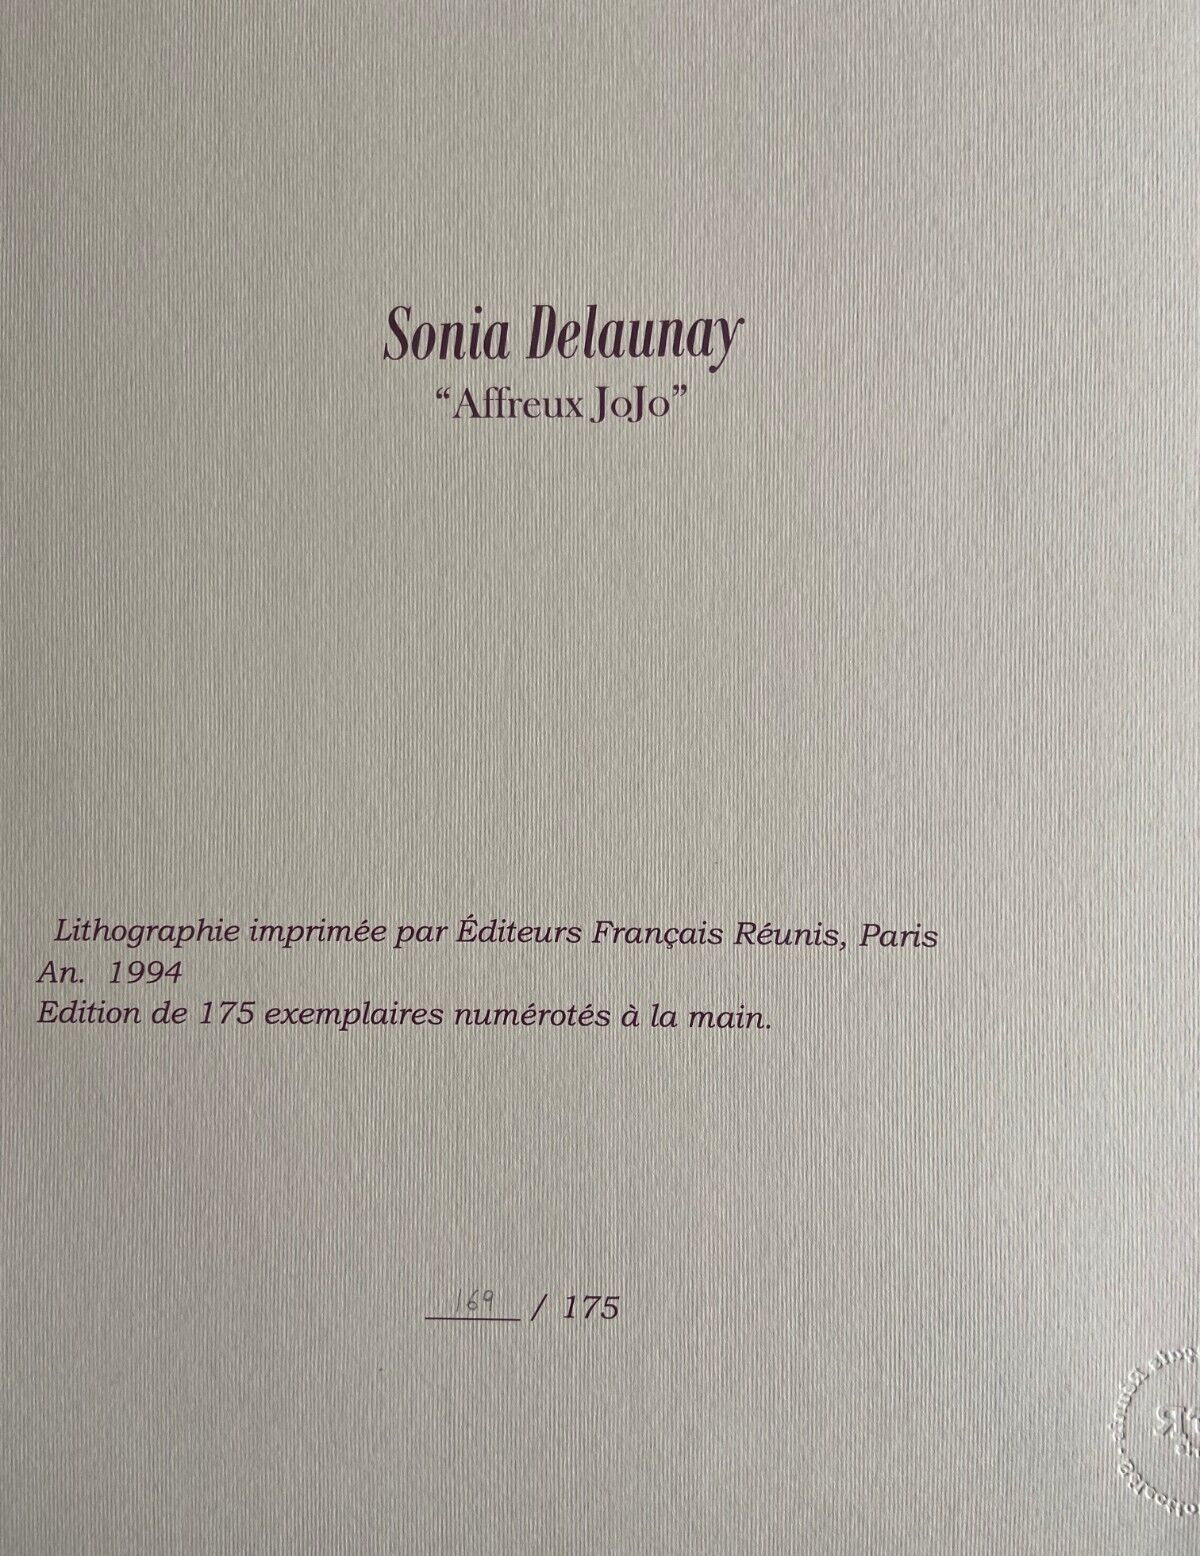 Sonia Delaunay
“Affreux JoJo”
Lithographie imprimée par Éditeurs Français Réunis, Paris
An. 1994
Edition de 175 exemplaires numérotés à la main.
169 / 175